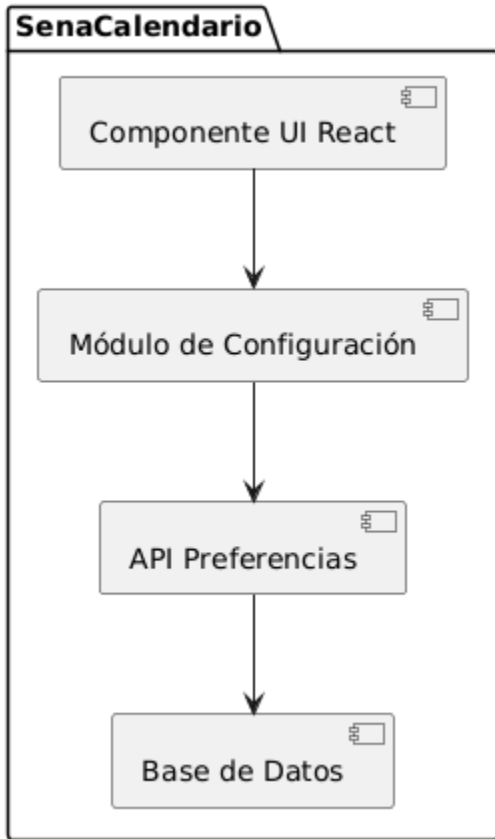 SenaCalendario
Componente UI React
Módulo de Configuración
API Preferencias
Base de Datos